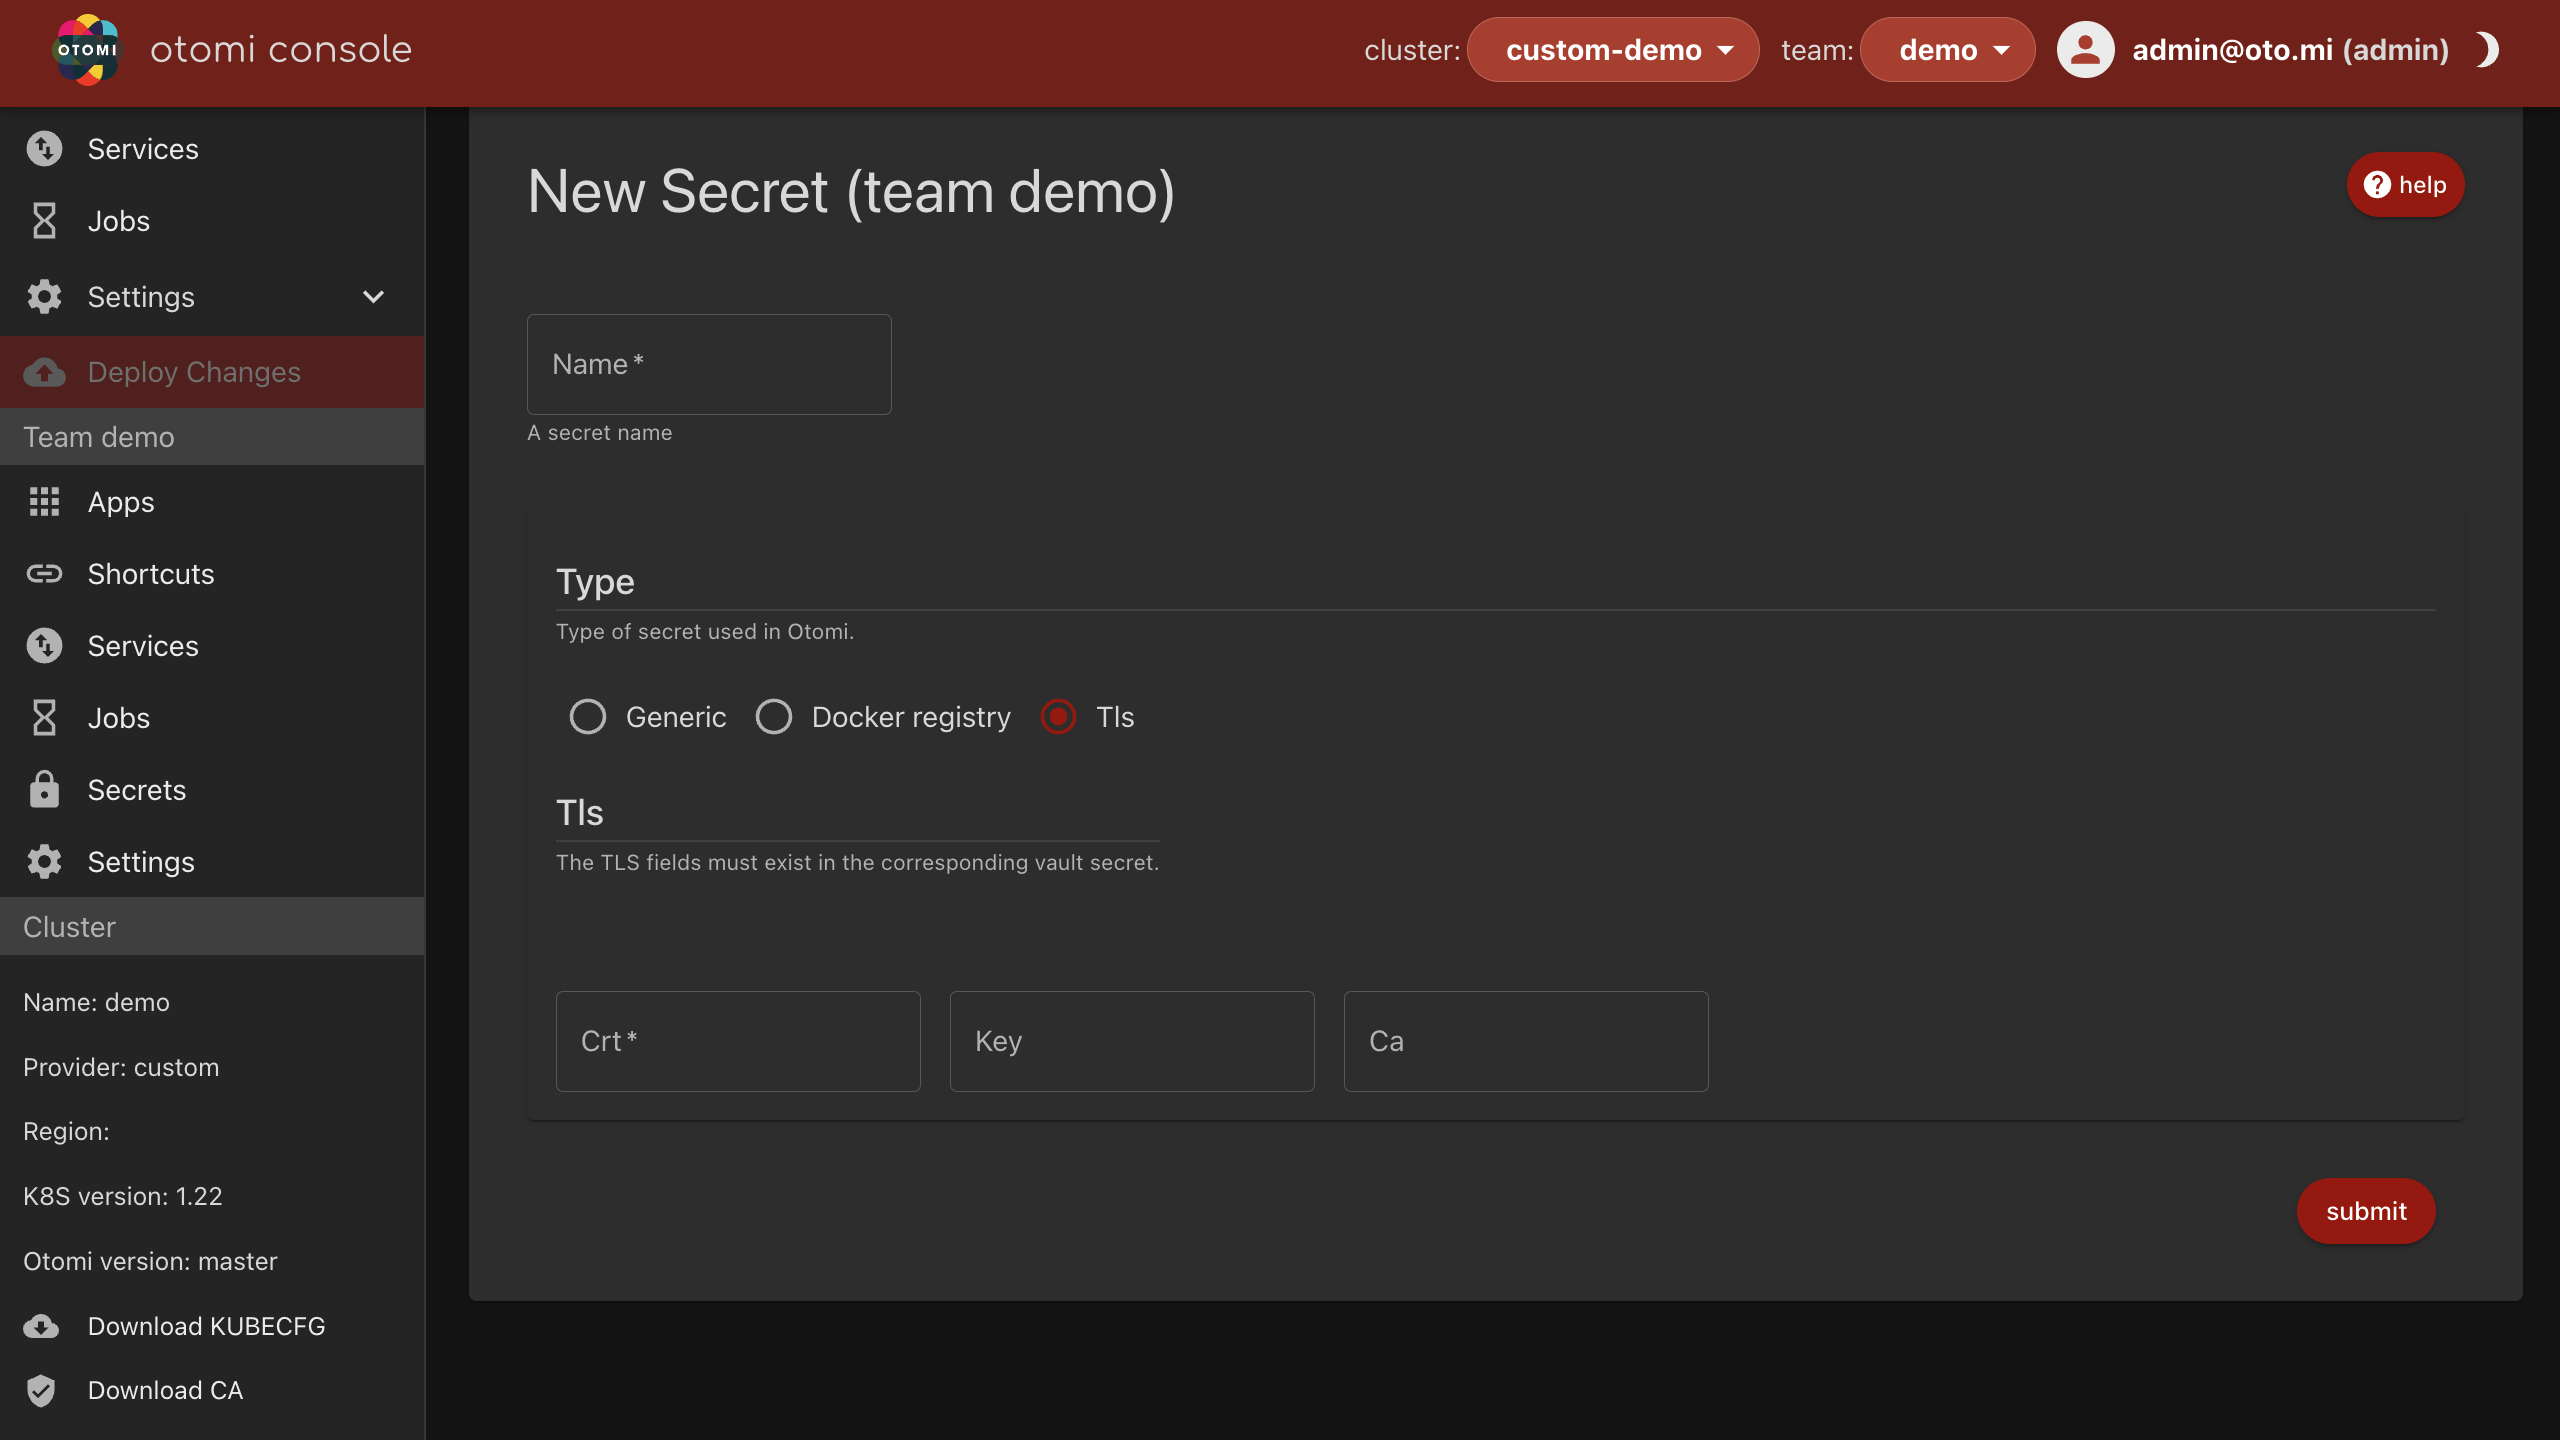 OTOMI
otomi console
cluster: custom-demo team: demo admin@oto.mi (admin)
Services
Jobs
Settings
Deploy Changes
Team demo
Apps
Shortcuts
Services
Jobs
Secrets
Settings
Cluster
Name: demo
Provider: custom
Region:
K8S version: 1.22
Otomi version: master
Download KUBECFG
Download CA
New Secret (team demo)
help
Name *
A secret name
Type
Type of secret used in Otomi.
Generic Docker registry Tls
Tls
The TLS fields must exist in the corresponding vault secret.
Crt * Key Ca
submit